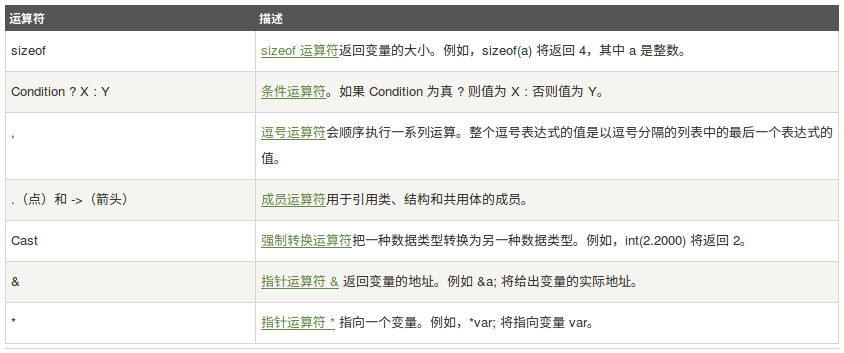 运算符 描述
sizeof sizeof 运算符返回变量的大小。例如，sizeof(a) 将返回 4，其中 a 是整数。
Condition ? X : Y 条件运算符。如果 Condition 为真 ? 则值为 X : 否则值为 Y。
, 逗号运算符会顺序执行一系列运算。整个逗号表达式的值是以逗号分隔的列表中的最后一个表达式的
值。
.（点）和 ->（箭头） 成员运算符用于引用类、结构和共用体的成员。
Cast 强制转换运算符把一种数据类型转换为另一种数据类型。例如，int(2.2000) 将返回 2。
& 指针运算符 & 返回变量的地址。例如 &a; 将给出变量的实际地址。
* 指针运算符 * 指向一个变量。例如，*var; 将指向变量 var。